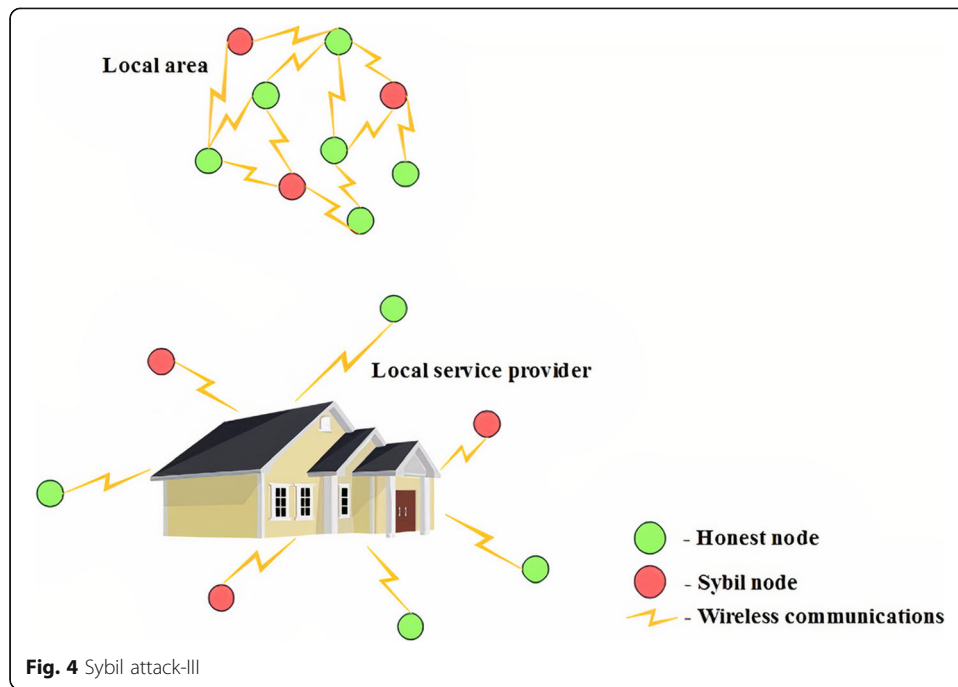 Local area
Local service provider
- Honest node
- Sybil node
- Wireless communications
Fig. 4 Sybil attack-III